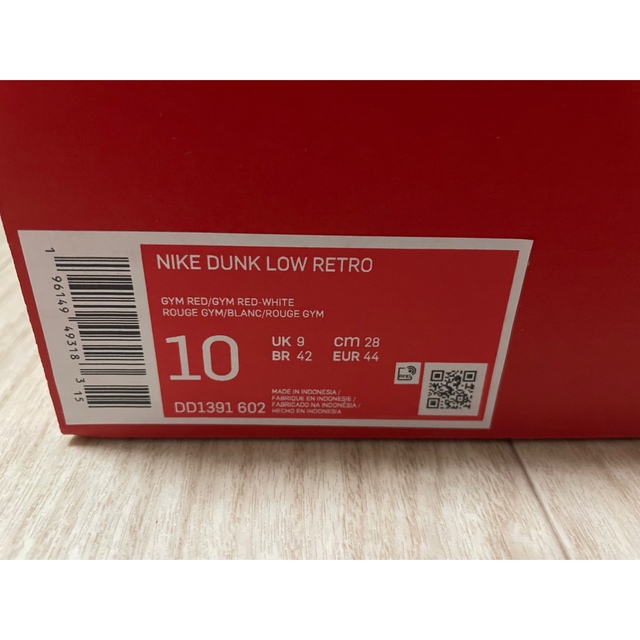 NIKE DUNK LOW RETRO
GYM RED/GYM RED-WHITE
ROUGE GYM/BLANC/ROUGE GYM
10
UK 9 cm 28
BR 42 EUR 44
DD1391 602
MADE IN INDONESIA /
FABRIQUE EN INDONESIE /
FABRICADO NA INDONÉSIA /
HECHO EN INDONESIA
1 96149 49318 3 15